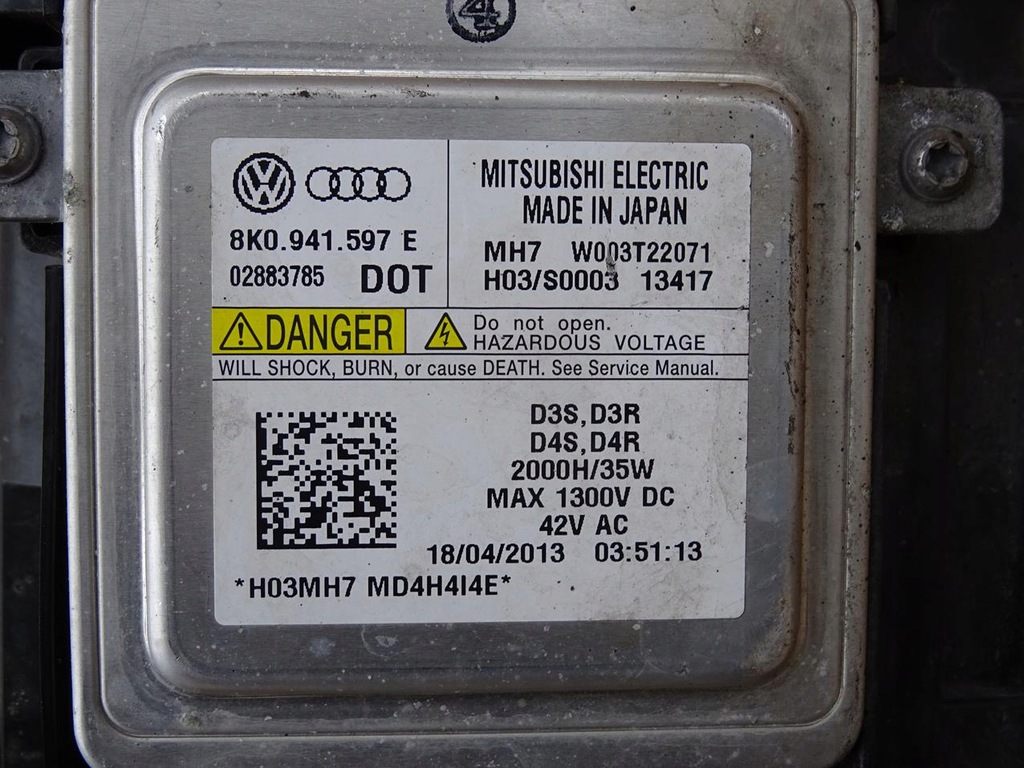 4
8K0.941.597 E
02883785 DOT
MITSUBISHI ELECTRIC
MADE IN JAPAN
MH7 W003T22071
H03/S0003 13417
DANGER
Do not open.
HAZARDOUS VOLTAGE
WILL SHOCK, BURN, or cause DEATH. See Service Manual.
D3S, D3R
D4S, D4R
2000H/35W
MAX 1300V DC
42V AC
18/04/2013 03:51:13
*H03MH7 MD4H4I4E*